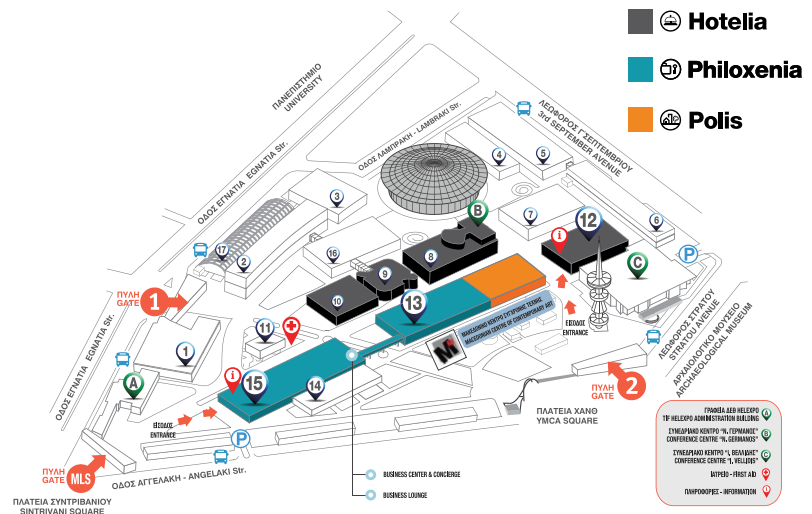 Hotelia
Philoxenia
Polis
ΠΑΝΕΠΙΣΤΗΜΙΟ
UNIVERSITY
ΟΔΟΣ ΕΓΝΑΤΙΑ EGNATIA Str.
ΟΔΟΣ ΛΑΜΠΡΑΚΗ - LAMBRAKI Str.
ΛΕΩΦΟΡΟΣ Γ'ΣΕΠΤΕΜΒΡΙΟΥ
3rd SEPTEMBER AVENUE
4
5
3
B
7
12
6
i
P
17
2
16
9
8
C
ΠΥΛΗ
GATE
1
10
13
11
ΜΑΚΕΔΟΝΙΚΟ ΚΕΝΤΡΟ ΣΥΓΧΡΟΝΗΣ ΤΕΧΝΗΣ
MACEDONIAN CENTRE OF CONTEMPORARY ART
ΕΙΣΟΔΟΣ
ENTRANCE
ΛΕΩΦΟΡΟΣ ΣΤΡΑΤΟΥ
STRATOU AVENUE
ΑΡΧΑΙΟΛΟΓΙΚΟ ΜΟΥΣΕΙΟ
ARCHAEOLOGICAL MUSEUM
ΟΔΟΣ ΕΓΝΑΤΙΑ EGNATIA Str.
1
M
A
i
15
14
ΠΥΛΗ
GATE
2
ΕΙΣΟΔΟΣ
ENTRANCE
P
ΠΛΑΤΕΙΑ ΧΑΝΘ
YMCA SQUARE
ΠΥΛΗ
GATE
MLS
ΟΔΟΣ ΑΓΓΕΛΑΚΗ - ANGELAKI Str.
ΠΛΑΤΕΙΑ ΣΥΝΤΡΙΒΑΝΙΟΥ
SINTRIVANI SQUARE
BUSINESS CENTER & CONCIERGE
BUSINESS LOUNGE
ΓΡΑΦΕΙΑ ΔΕΘ HELEXPO
TIF HELEXPO ADMINISTRATION BUILDING
A
ΣΥΝΕΔΡΙΑΚΟ ΚΕΝΤΡΟ "Ν. ΓΕΡΜΑΝΟΣ"
CONFERENCE CENTRE "N. GERMANOS"
B
ΣΥΝΕΔΡΙΑΚΟ ΚΕΝΤΡΟ "Ι. ΒΕΛΛΙΔΗΣ"
CONFERENCE CENTRE "I. VELLIDIS"
C
ΙΑΤΡΕΙΟ - FIRST AID
ΠΛΗΡΟΦΟΡΙΕΣ - INFORMATION
i